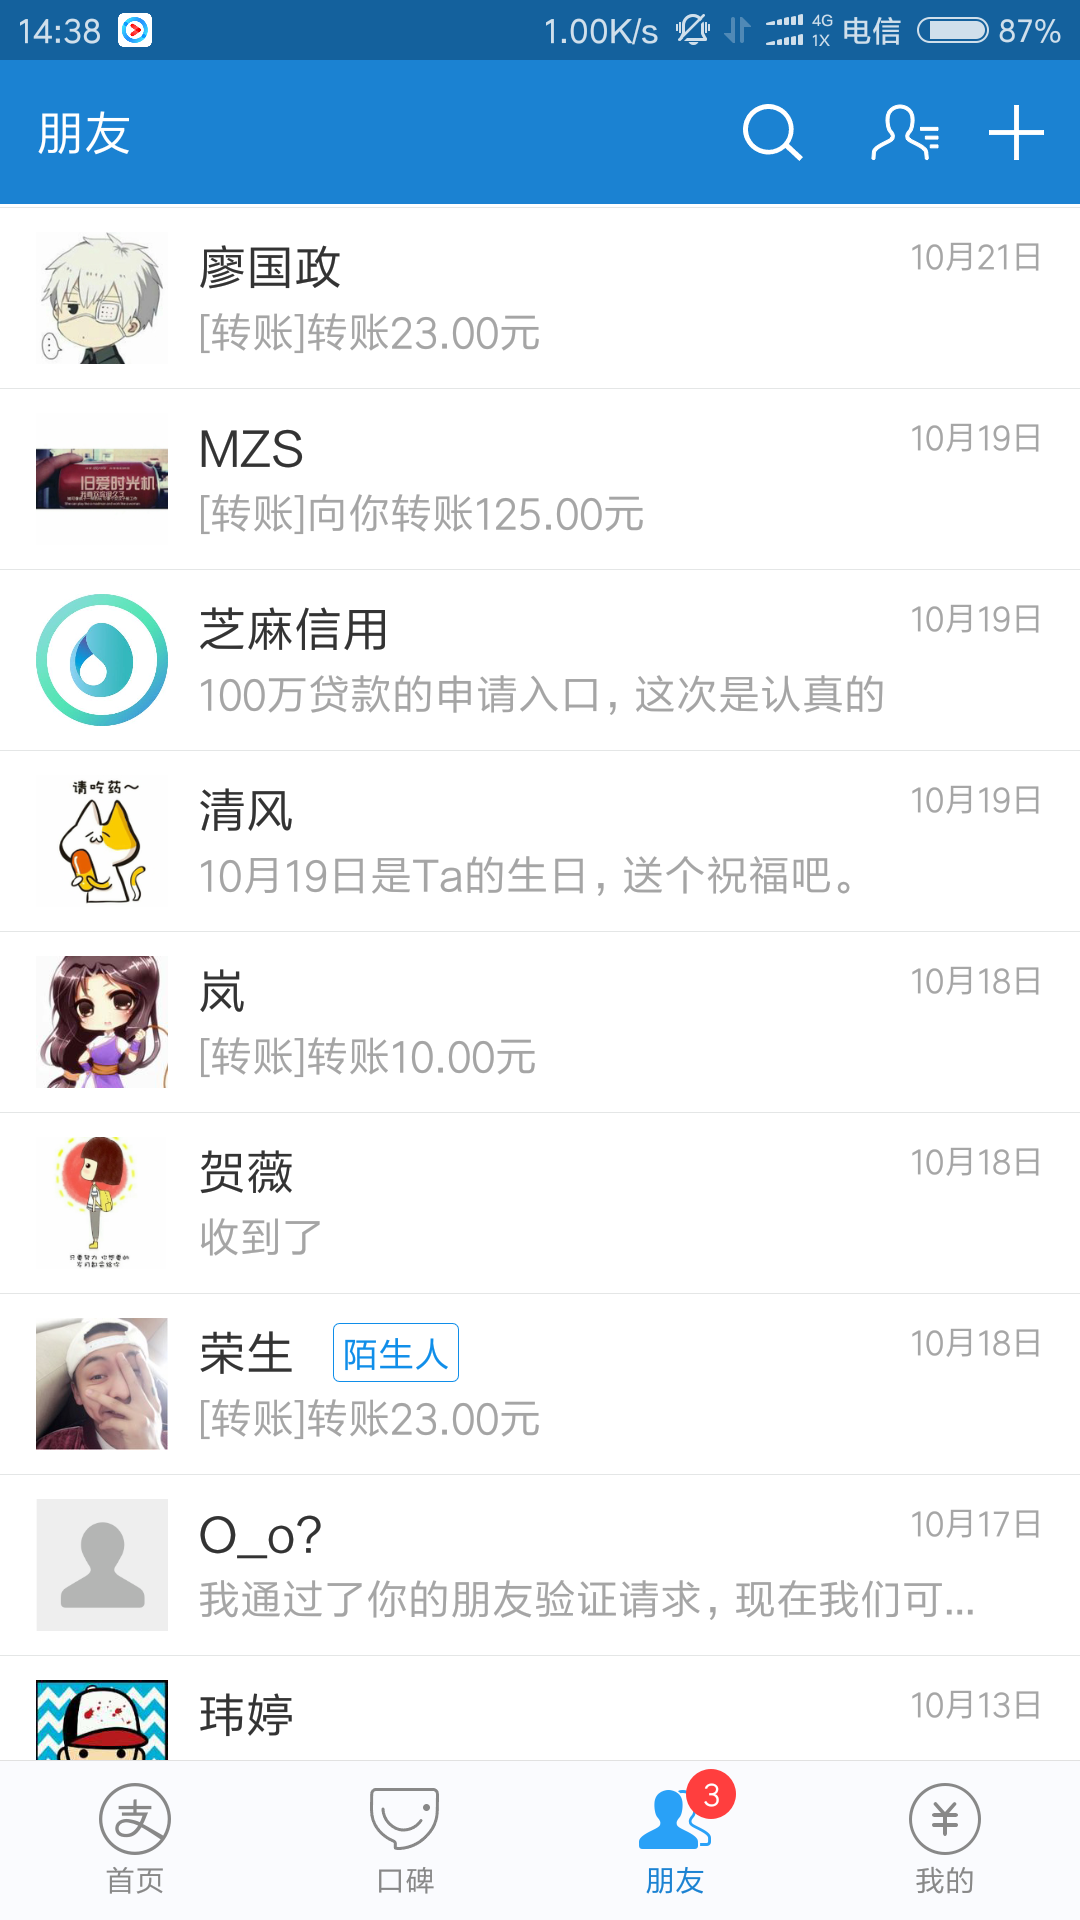 14:38 1.00K/s 4G 1X 电信 87%
朋友
廖国政 10月21日
[转账]转账23.00元
MZS 10月19日
旧爱时光机
[转账]向你转账125.00元
芝麻信用 10月19日
100万贷款的申请入口，这次是认真的
请吃药～
清风 10月19日
10月19日是Ta的生日，送个祝福吧。
岚 10月18日
[转账]转账10.00元
贺薇 10月18日
收到了
荣生 陌生人 10月18日
[转账]转账23.00元
O_o? 10月17日
我通过了你的朋友验证请求，现在我们可...
玮婷 10月13日
3
首页 口碑 朋友 我的